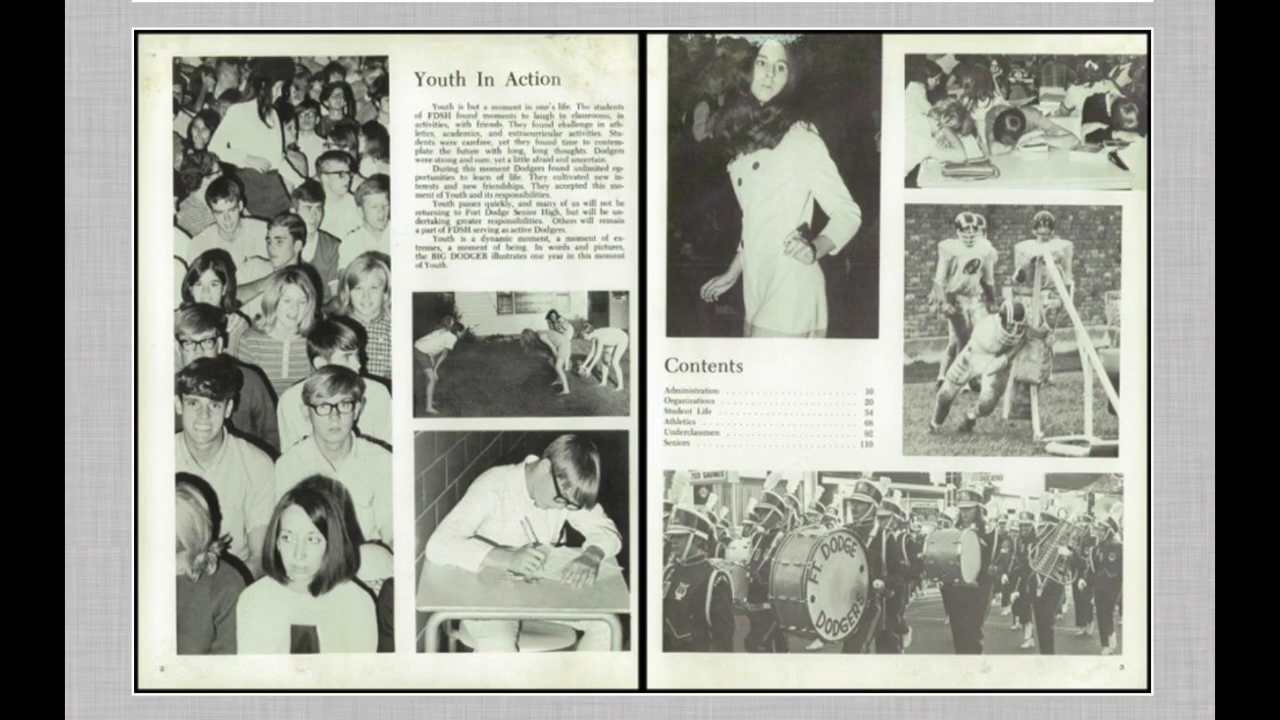 Youth In Action
Youth is but a moment in one's life. The students
of FDSH found moments to laugh in classrooms, in
activities, with friends. They found challenge in ath-
letics, academics, and extracurricular activities. Stu-
dents were carefree, yet they found time to contem-
plate the future with long, long thoughts. Dodgers
were strong and sure, yet a little afraid and uncertain.
During this moment Dodgers found unlimited op-
portunities to learn of life. They cultivated new in-
terests and new friendships. They accepted this mo-
ment of Youth and its responsibilities.
Youth passes quickly, and many of us will not be
returning to Fort Dodge Senior High, but will be un-
dertaking greater responsibilities. Others will remain
a part of FDSH serving as active Dodgers.
Youth is a dynamic moment, a moment of ex-
tremes, a moment of being. In words and pictures,
the BIG DODGER illustrates one year in this moment
of Youth.
2
Contents
Administration 10
Organizations 20
Student Life 54
Athletics 68
Underclassmen 92
Seniors 110
SAVINGS
FT. DODGE
DODGERS
3